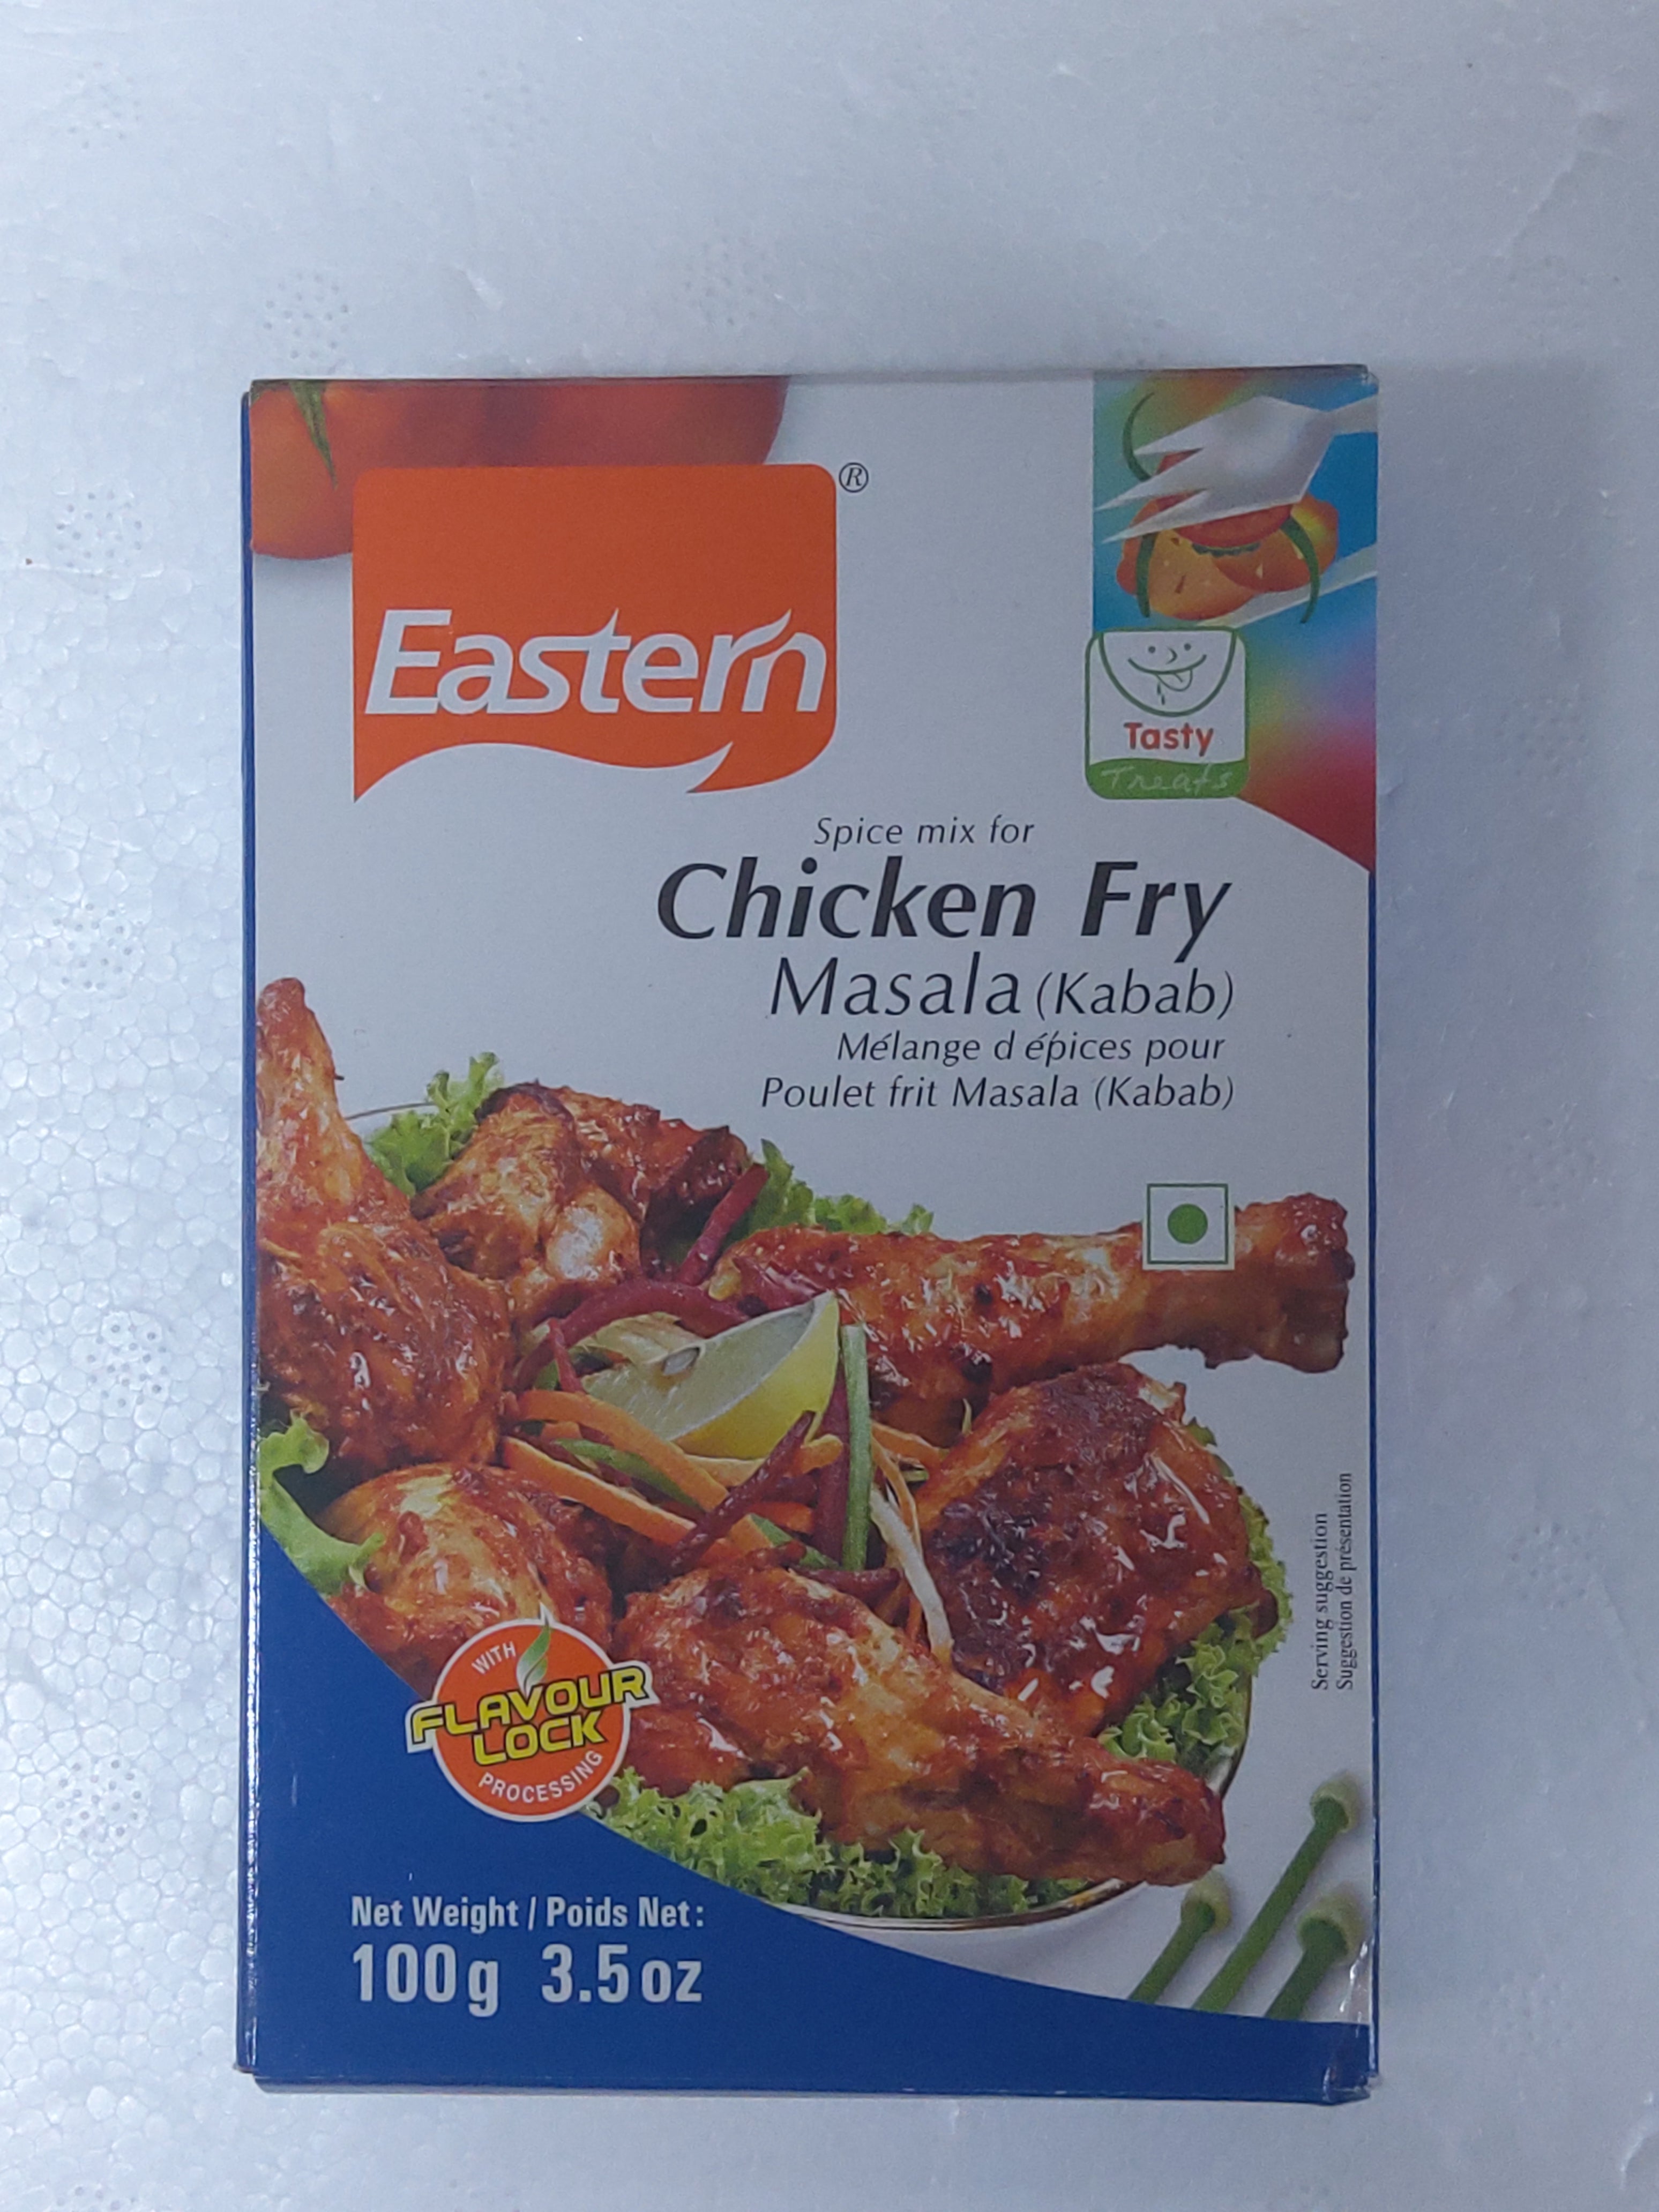 Eastern®
Tasty
Treats
Spice mix for
Chicken Fry
Masala (Kabab)
Mélange d épices pour
Poulet frit Masala (Kabab)
Serving suggestion
Suggestion de présentation
WITH
FLAVOUR
LOCK
PROCESSING
Net Weight / Poids Net:
100g 3.5oz